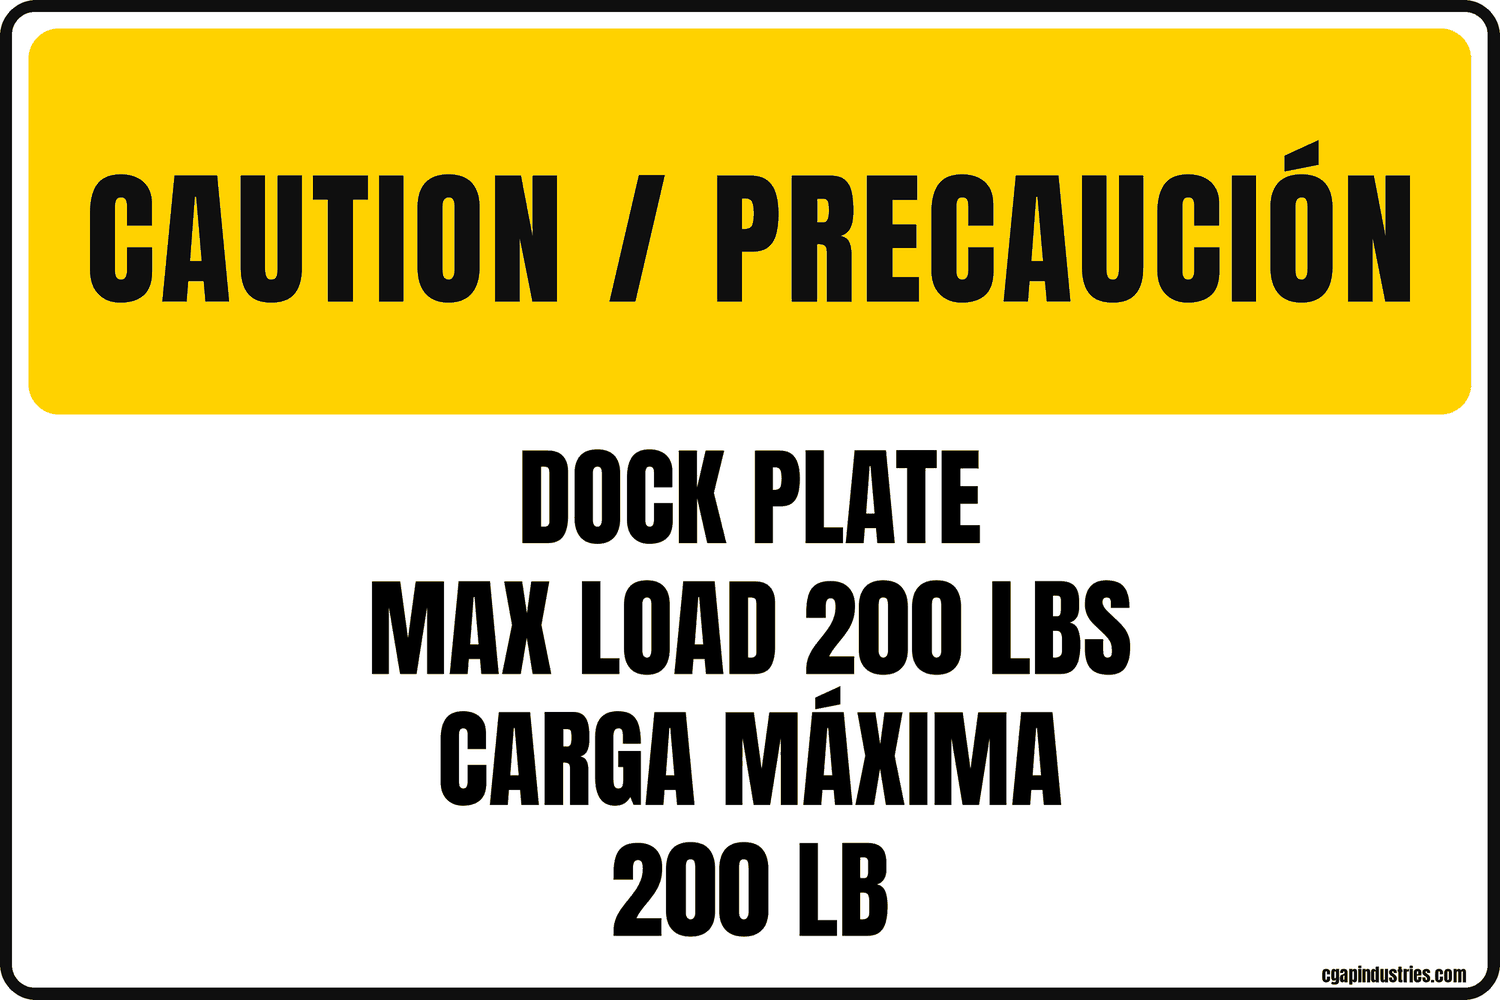 CAUTION / PRECAUCIÓN
DOCK PLATE
MAX LOAD 200 LBS
CARGA MÁXIMA
200 LB
cgapindustries.com